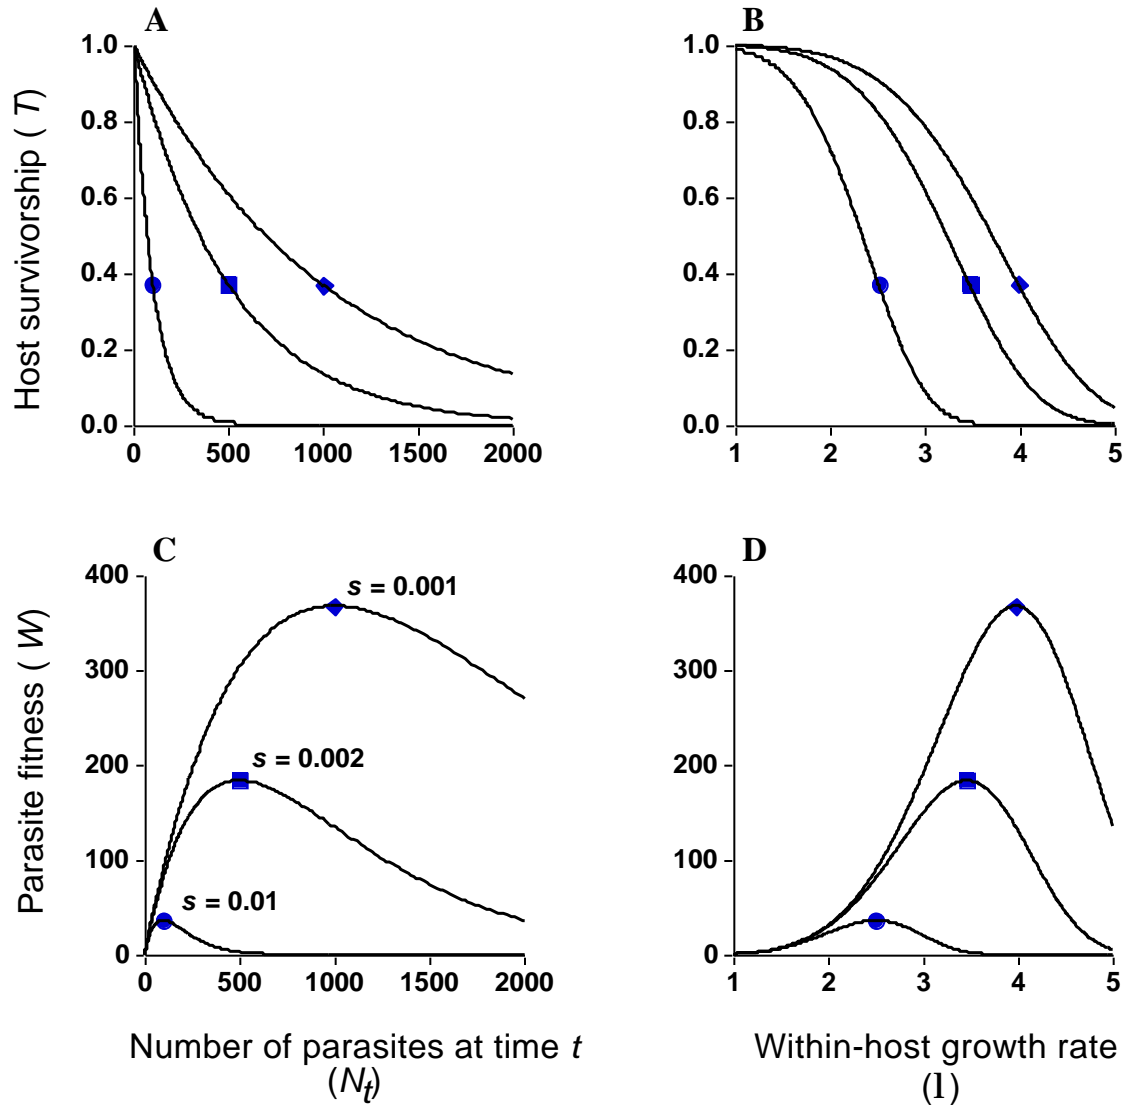 A
Host survivorship ( T)
1.0
0.8
0.6
0.4
0.2
0.0
0 500 1000 1500 2000
B
1.0
0.8
0.6
0.4
0.2
0.0
1 2 3 4 5
C
Parasite fitness ( W)
400
300
200
100
0
s = 0.001
s = 0.002
s = 0.01
0 500 1000 1500 2000
Number of parasites at time t
(Nt)
D
400
300
200
100
0
1 2 3 4 5
Within-host growth rate
(l)